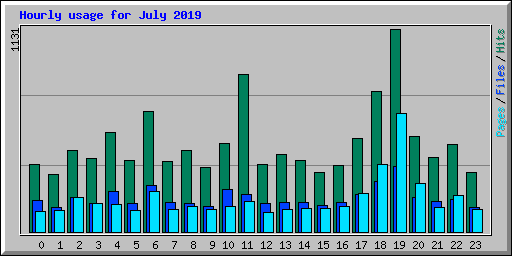 Hourly usage for July 2019
1131
Pages/Files/Hits
0 1 2 3 4 5 6 7 8 9 10 11 12 13 14 15 16 17 18 19 20 21 22 23